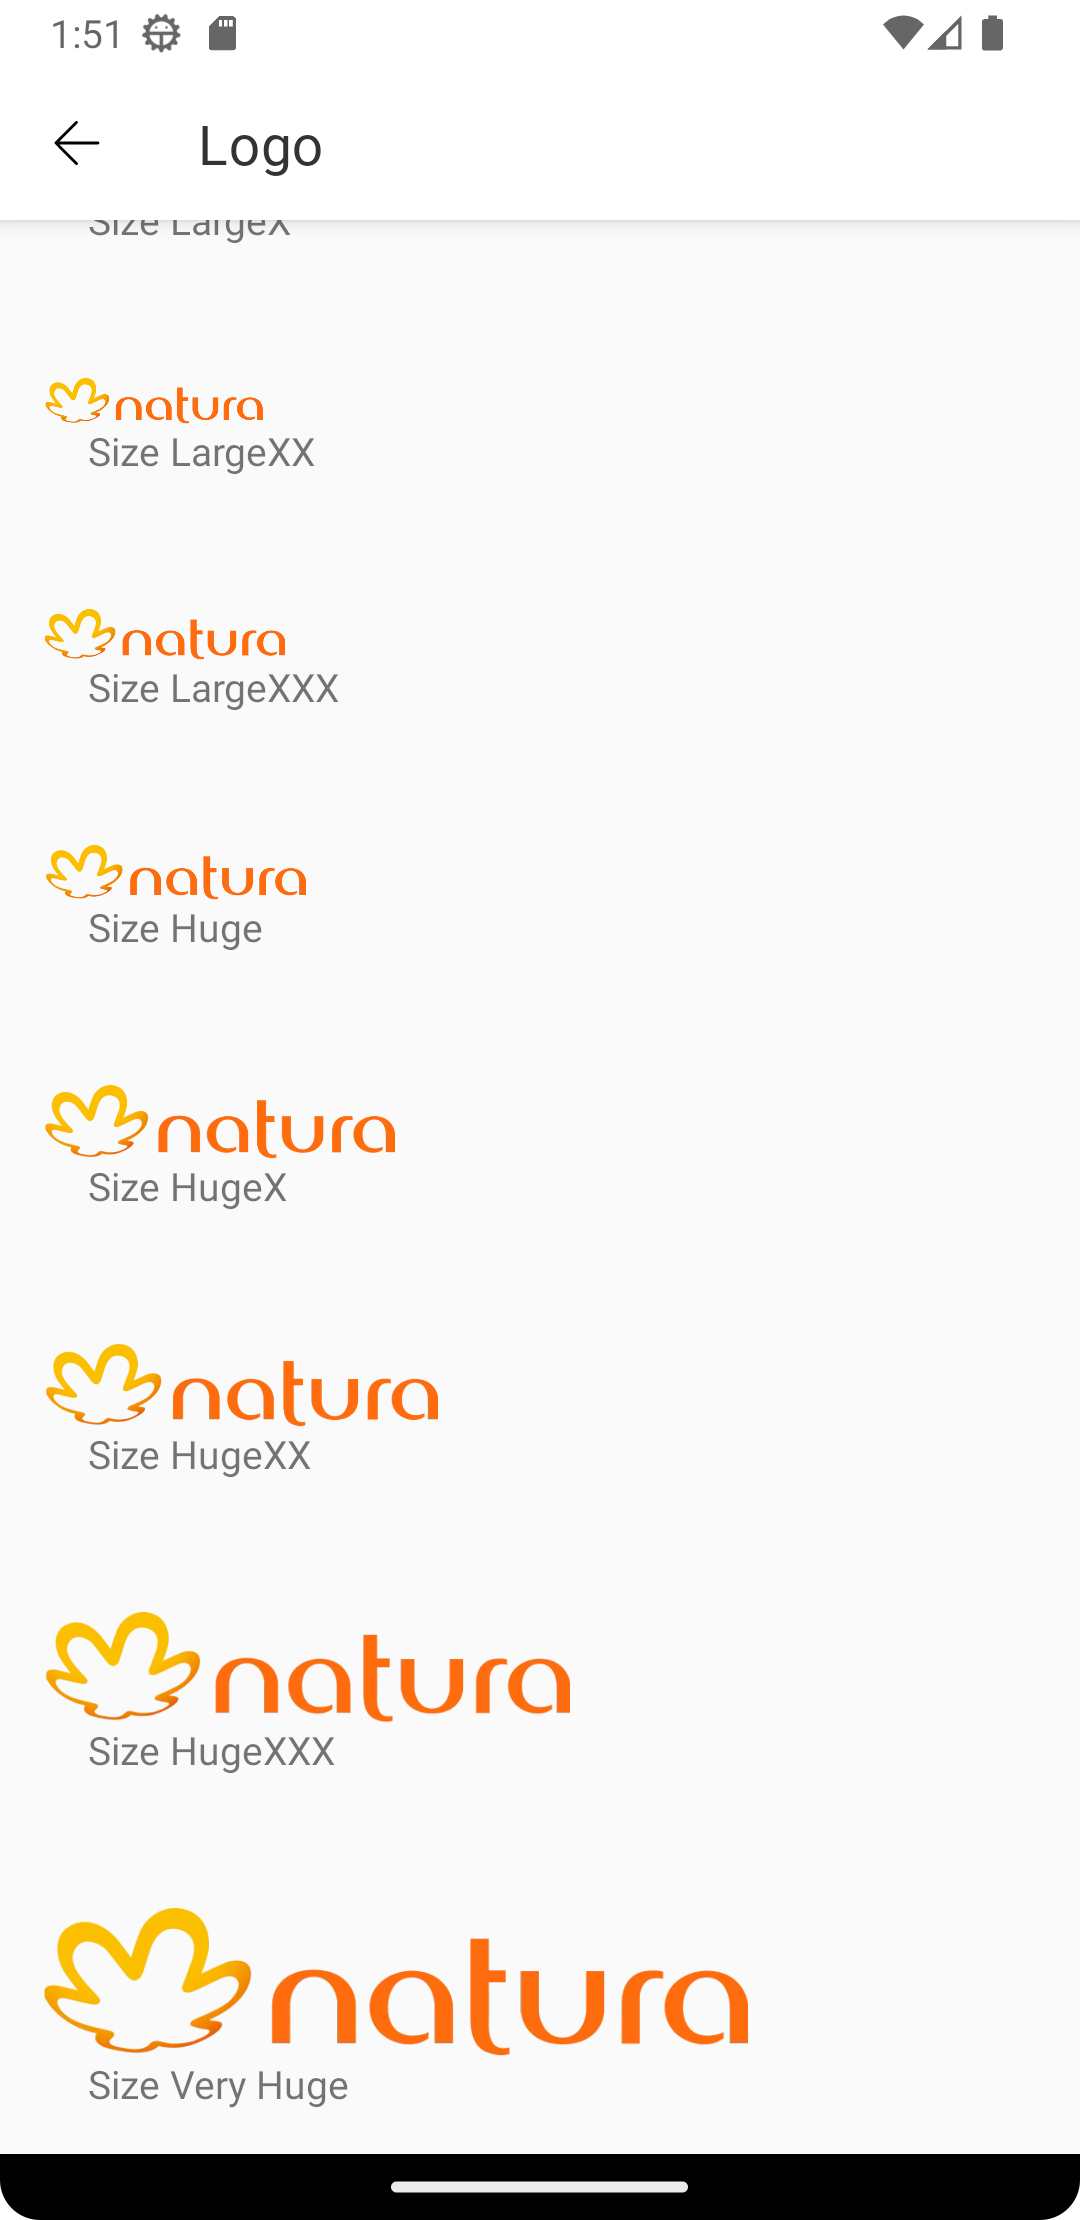 1:51
Logo
Size LargeX
natura
Size LargeXX
natura
Size LargeXXX
natura
Size Huge
natura
Size HugeX
natura
Size HugeXX
natura
Size HugeXXX
natura
Size Very Huge